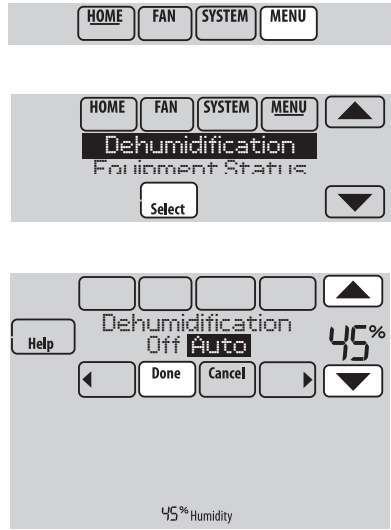 HOME FAN SYSTEM MENU
HOME FAN SYSTEM MENU
Dehumidification
Equipment Status
Select
Dehumidification
Help
Off Auto
45%
Done Cancel
45% Humidity